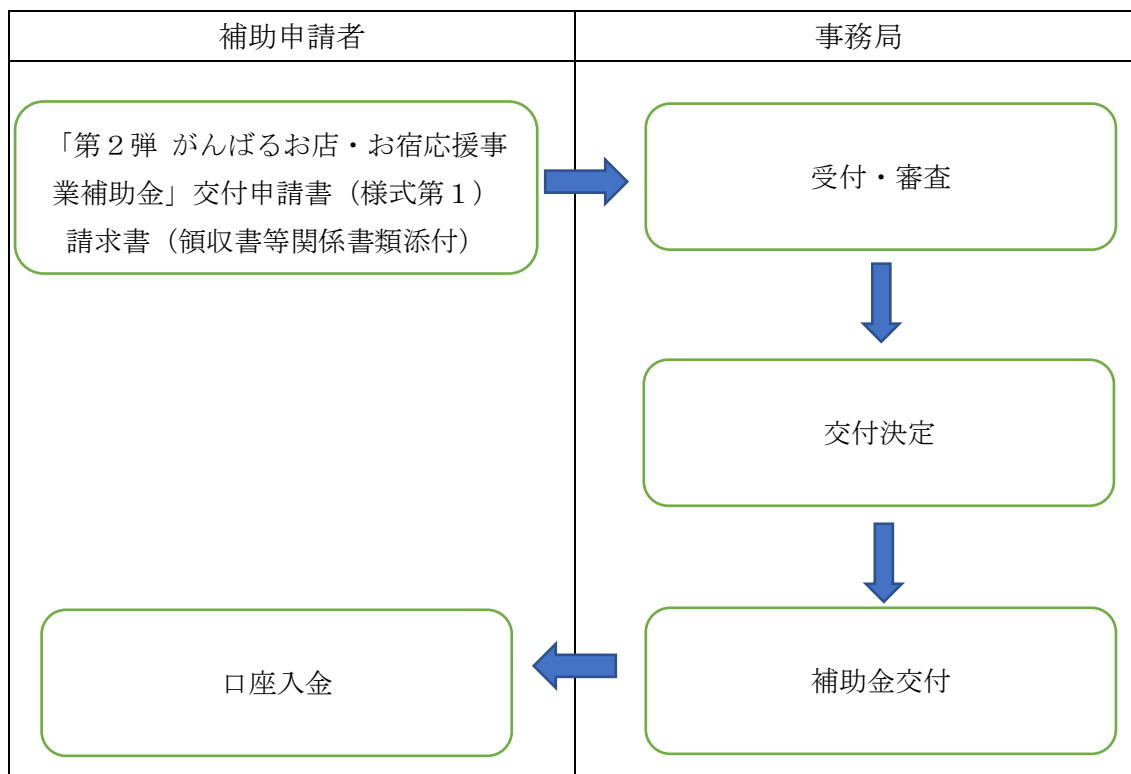 補助申請者
事務局
「第２弾 がんばるお店・お宿応援事
業補助金」交付申請書（様式第１）
請求書（領収書等関係書類添付）
受付・審査
交付決定
補助金交付
口座入金